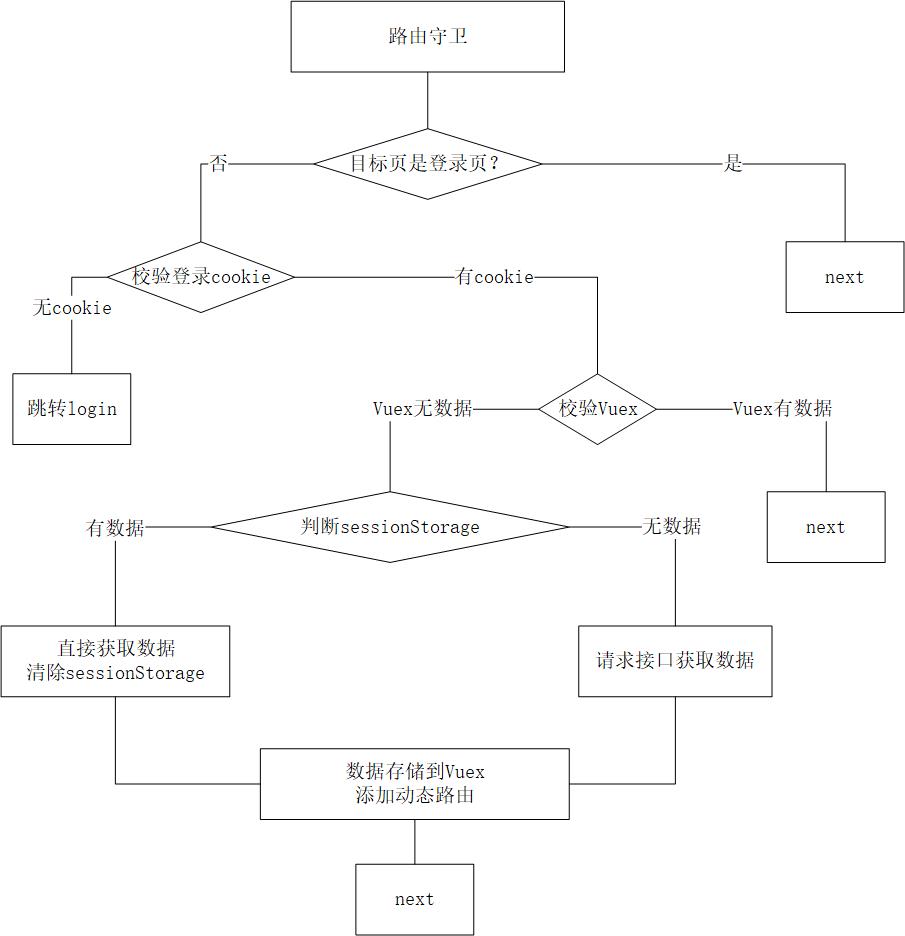 路由守卫
否
目标页是登录页?
是
校验登录cookie
有cookie
next
无cookie
跳转login
Vuex无数据
校验Vuex
Vuex有数据
有数据
判断sessionStorage
无数据
next
直接获取数据
清除sessionStorage
请求接口获取数据
数据存储到Vuex
添加动态路由
next